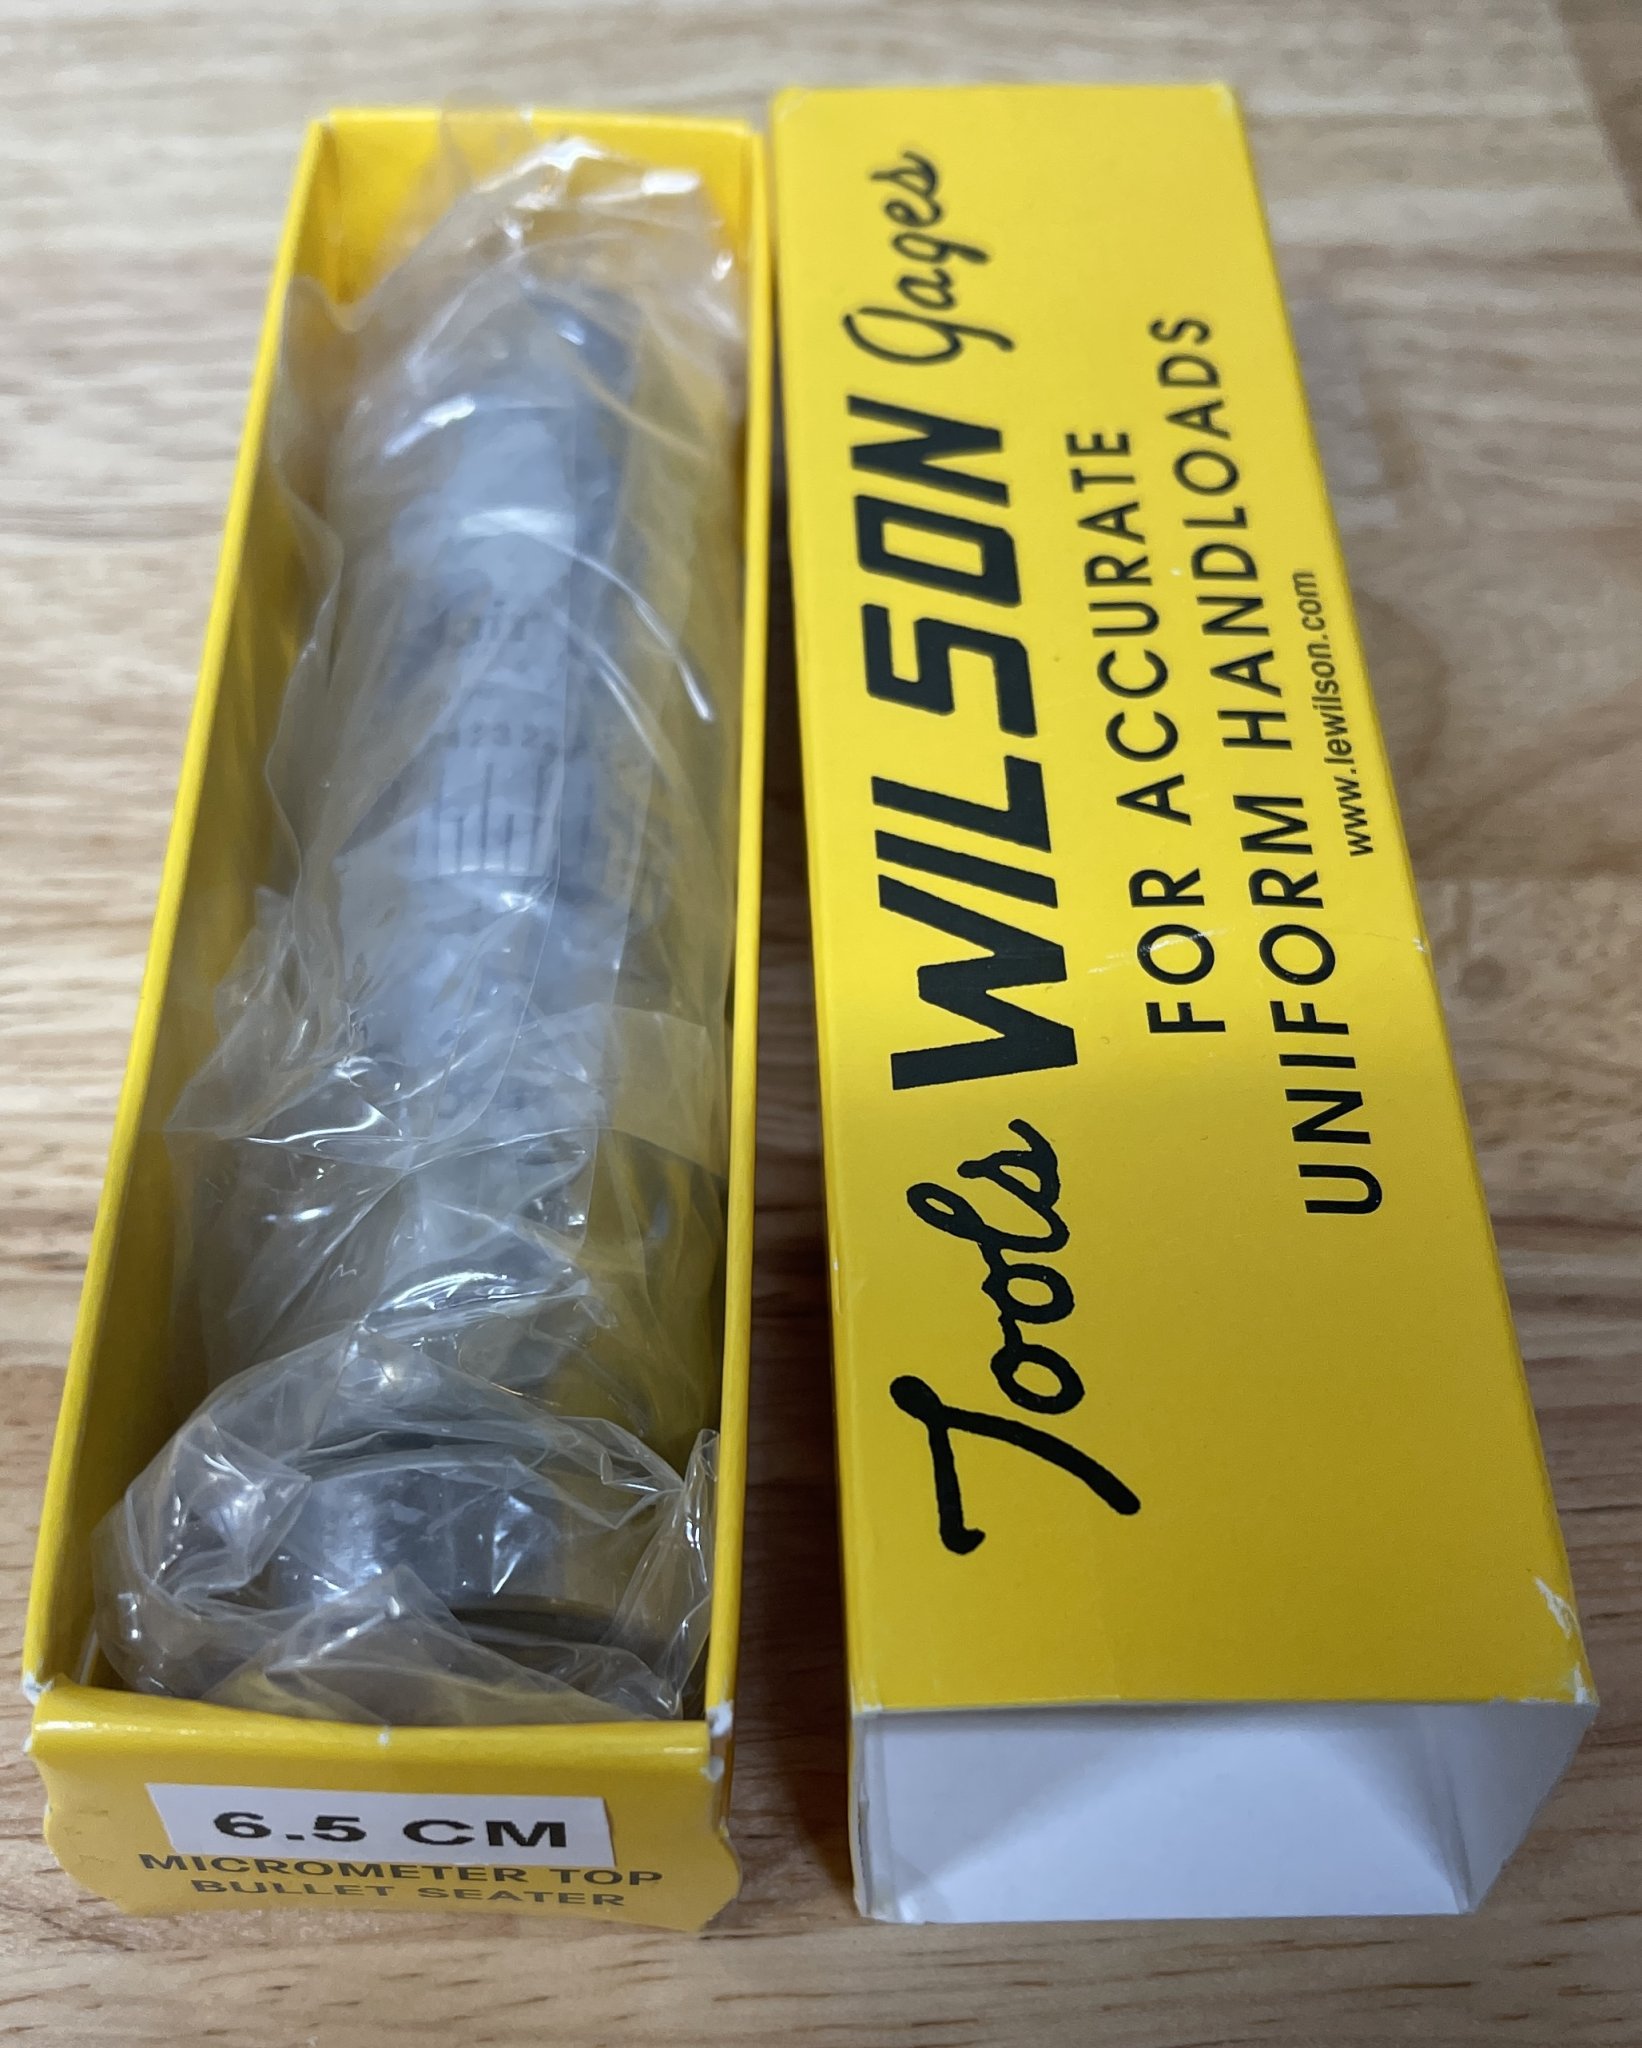 Tools WILSON Gages
FOR ACCURATE
UNIFORM HANDLOADS
www.lewilson.com
6.5 CM
MICROMETER TOP
BULLET SEATER